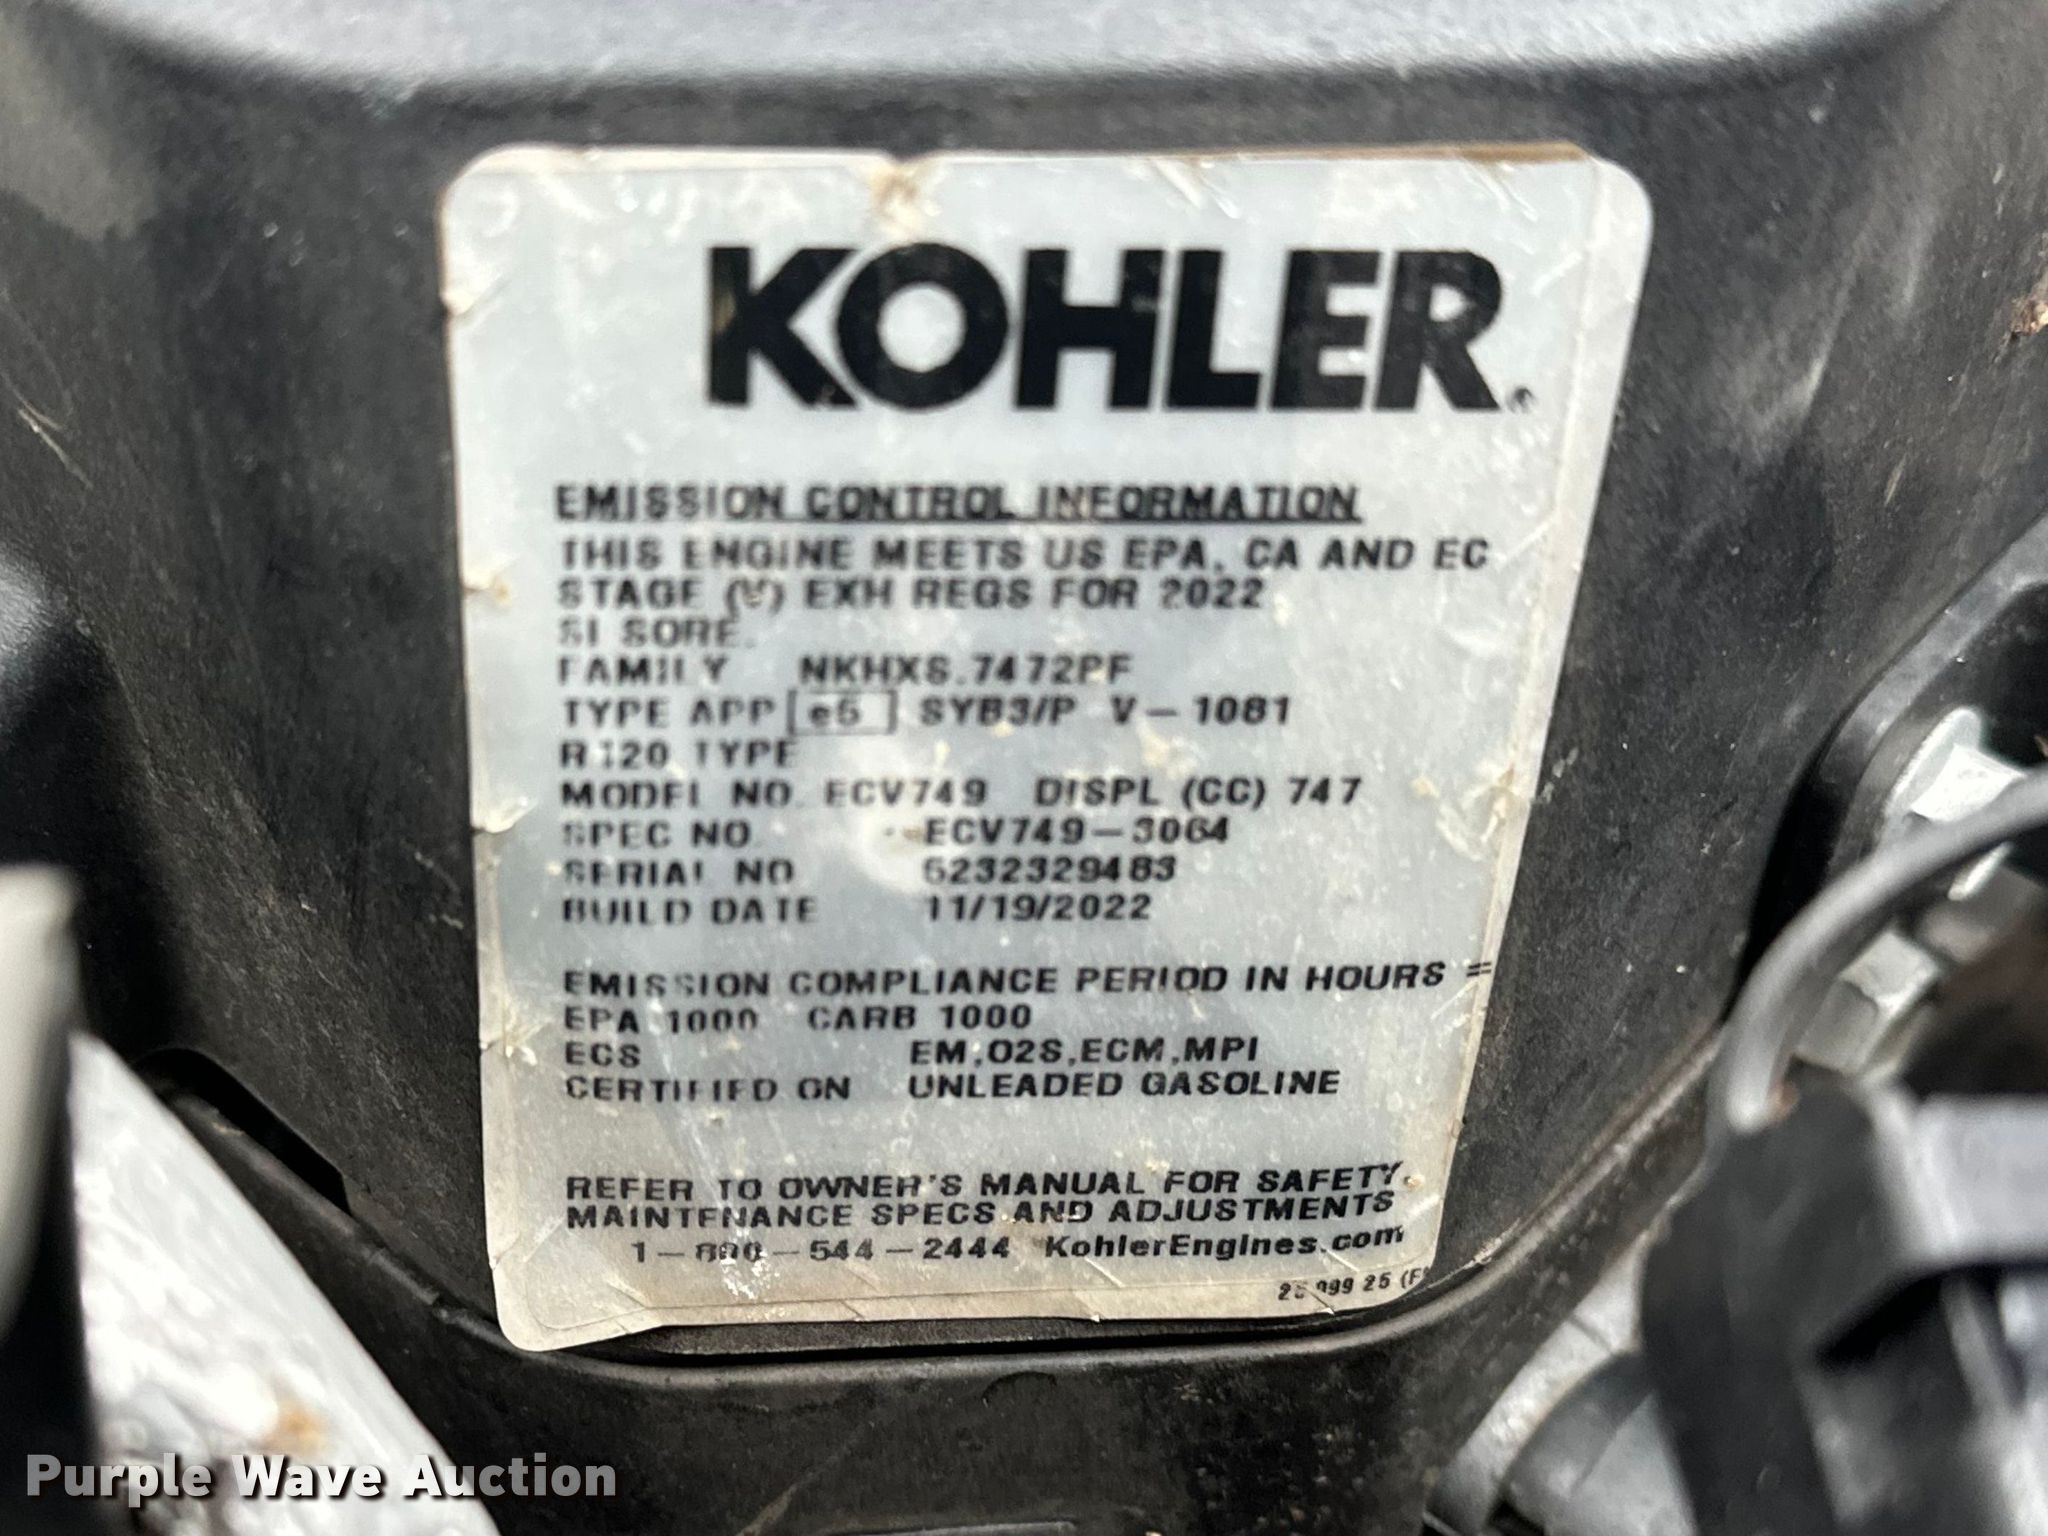 KOHLER®
EMISSION CONTROL INFORMATION
THIS ENGINE MEETS US EPA, CA AND EC
STAGE (V) EXH REGS FOR 2022
SI SORE.
FAMILY NKHXS.7472PF
TYPE APP e5 SYB3/P V-1081
R120 TYPE
MODEL NO. ECV749 DISPL (CC) 747
SPEC NO. ECV749-3064
SERIAL NO. 5232329483
BUILD DATE 11/19/2022
EMISSION COMPLIANCE PERIOD IN HOURS =
EPA 1000 CARB 1000
ECS EM,O2S,ECM,MPI
CERTIFIED ON UNLEADED GASOLINE
REFER TO OWNER'S MANUAL FOR SAFETY,
MAINTENANCE SPECS AND ADJUSTMENTS
1-800-544-2444 KohlerEngines.com
25
Purple Wave Auction